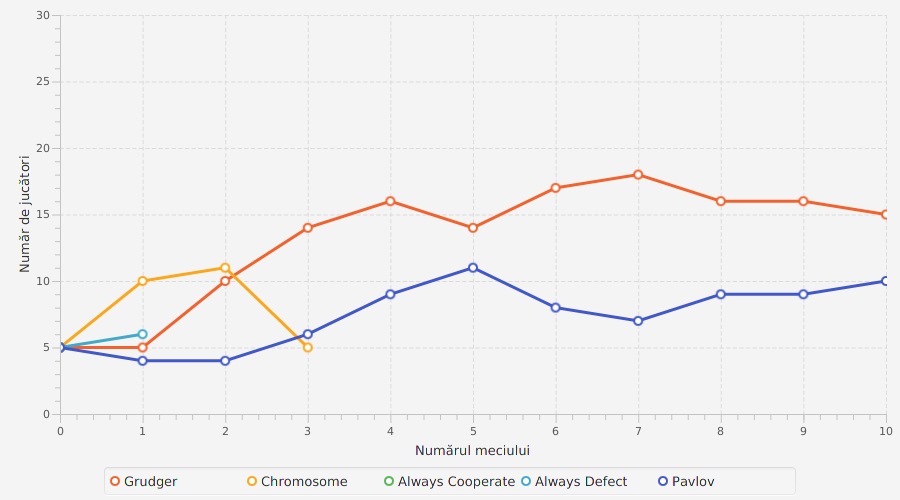 30
25
20
15
10
5
0
Număr de jucători
0 1 2 3 4 5 6 7 8 9 10
Numărul meciului
Grudger Chromosome Always Cooperate Always Defect Pavlov